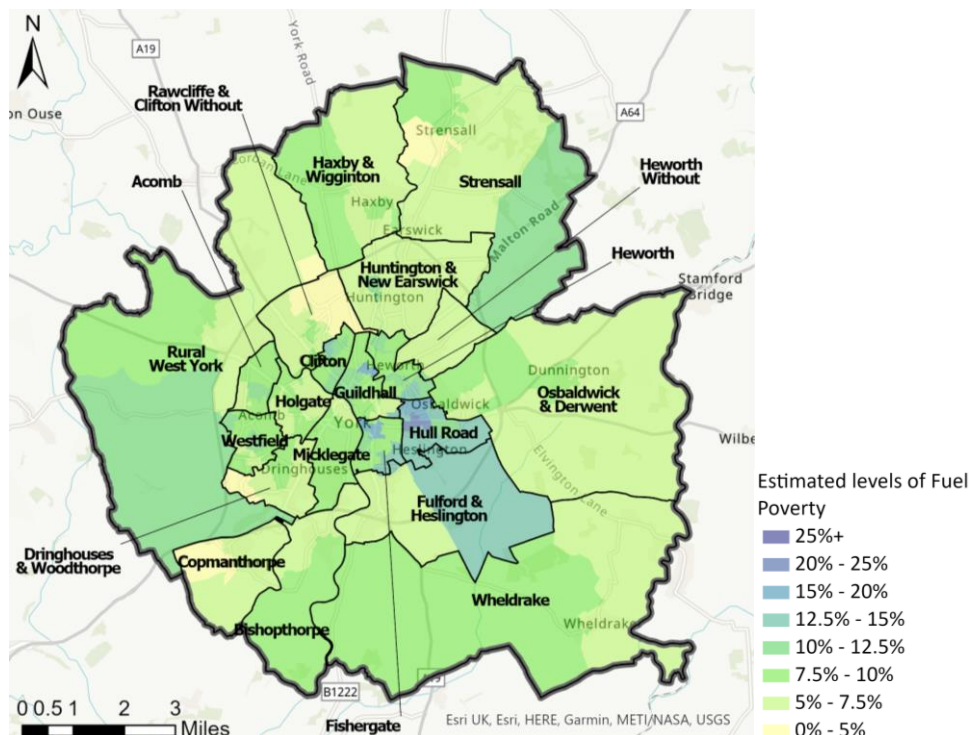 N
A19
York Road
on Ouse
Rawcliffe &
Clifton Without
Strensall
A64
Haxby &
Wigginton
Heworth
Without
Acomb
Strensall
Haxby
Malton Road
Earswick
Heworth
Huntington &
New Earswick
Stamford
Bridge
Huntington
Rural
West York
Clifton
Heworth
Dunnington
Guildhall
Osbaldwick
& Derwent
Holgate
Osbaldwick
Acomb
York
Hull Road
Wilbe
Westfield
Micklegate
Heslington
Dringhouses
Elvington Lane
Fulford &
Heslington
Dringhouses
& Woodthorpe
Copmanthorpe
Wheldrake
Wheldrake
Bishopthorpe
B1222
Fishergate
0 0.5 1 2 3
Miles
Esri UK, Esri, HERE, Garmin, METI/NASA, USGS
Estimated levels of Fuel
Poverty
25%+
20% - 25%
15% - 20%
12.5% - 15%
10% - 12.5%
7.5% - 10%
5% - 7.5%
0% - 5%